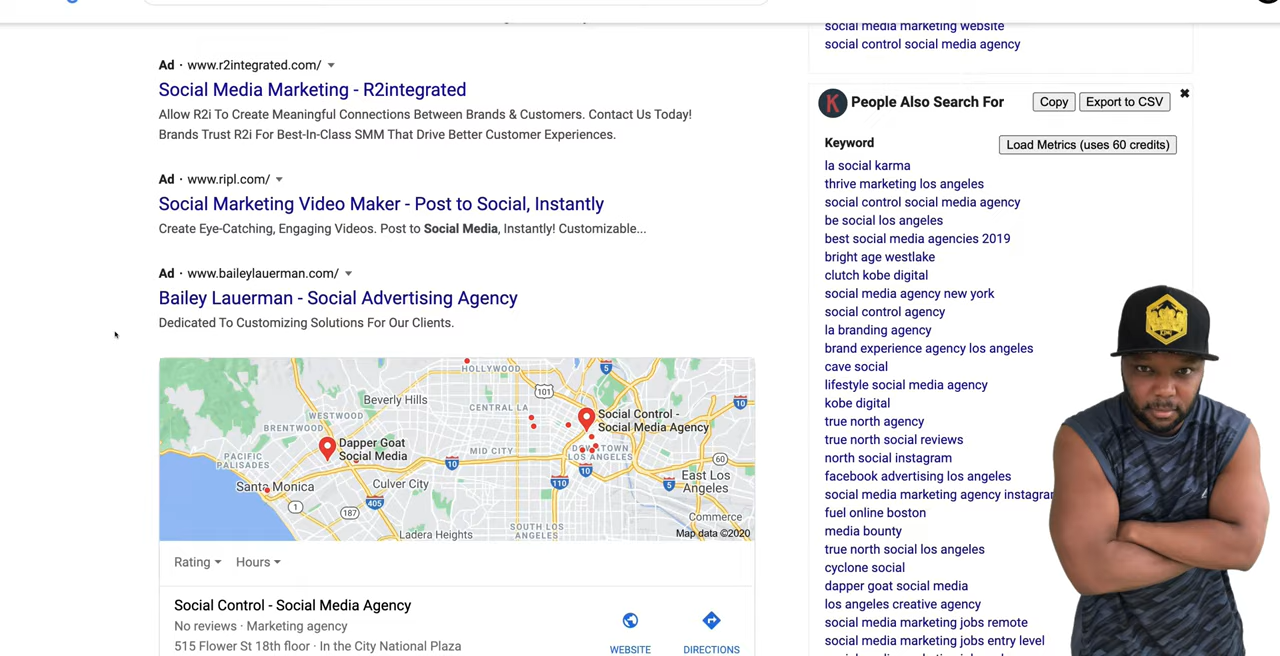 social media marketing website
social control social media agency
Ad · www.r2integrated.com/
Social Media Marketing - R2integrated
Allow R2i To Create Meaningful Connections Between Brands & Customers. Contact Us Today!
Brands Trust R2i For Best-In-Class SMM That Drive Better Customer Experiences.
Ad · www.ripl.com/
Social Marketing Video Maker - Post to Social, Instantly
Create Eye-Catching, Engaging Videos. Post to Social Media, Instantly! Customizable...
Ad · www.baileylauerman.com/
Bailey Lauerman - Social Advertising Agency
Dedicated To Customizing Solutions For Our Clients.
HOLLYWOOD
5
101
10
Beverly Hills
CENTRAL LA
WESTWOOD
BRENTWOOD
Social Control -
Social Media Agency
Dapper Goat
Social Media
MID CITY
DOWNTOWN
LOS ANGELES
PACIFIC
PALISADES
10
10
60
Santa Monica
Culver City
110
5
East Los
Angeles
1
405
187
Commerce
SOUTH LOS
ANGELES
Ladera Heights
Map data ©2020
Rating
Hours
Social Control - Social Media Agency
No reviews · Marketing agency
515 Flower St 18th floor · In the City National Plaza
WEBSITE
DIRECTIONS
K
People Also Search For
Copy
Export to CSV
Keyword
Load Metrics (uses 60 credits)
la social karma
thrive marketing los angeles
social control social media agency
be social los angeles
best social media agencies 2019
bright age westlake
clutch kobe digital
social media agency new york
social control agency
la branding agency
brand experience agency los angeles
cave social
lifestyle social media agency
kobe digital
true north agency
true north social reviews
north social instagram
facebook advertising los angeles
social media marketing agency instagram
fuel online boston
media bounty
true north social los angeles
cyclone social
dapper goat social media
los angeles creative agency
social media marketing jobs remote
social media marketing jobs entry level